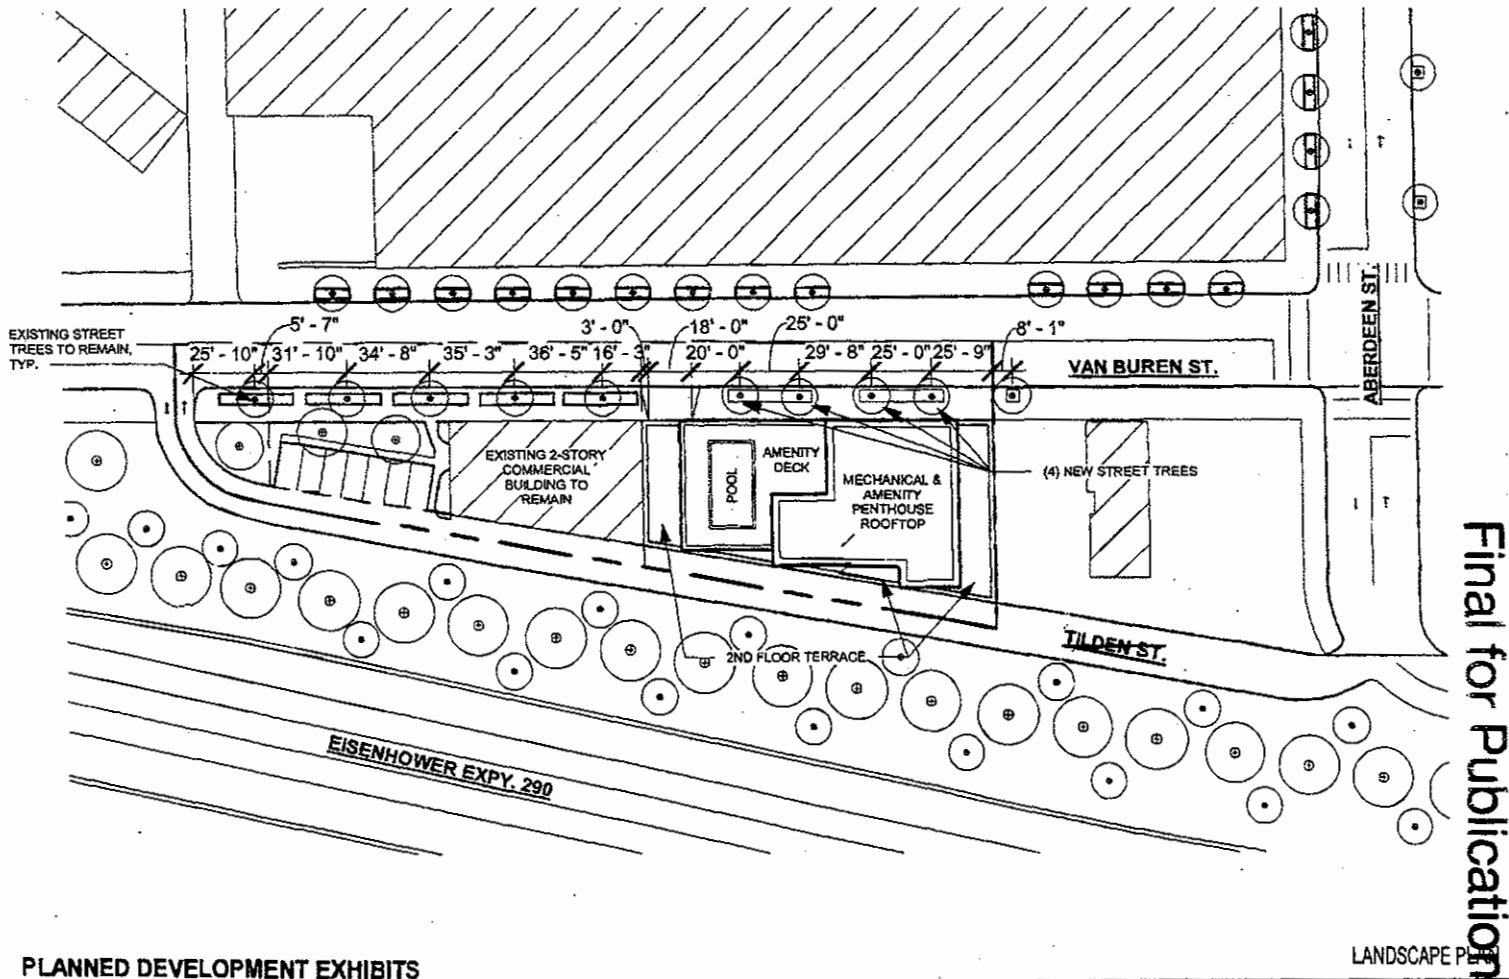 5' - 7"
3' - 0"
18' - 0"
25' - 0"
8' - 1"
EXISTING STREET
TREES TO REMAIN,
TYP.
25' - 10"
31' - 10"
34' - 8"
35' - 3"
36' - 5"
16' - 3"
20' - 0"
29' - 8"
25' - 0"
25' - 9"
VAN BUREN ST.
ABERDEEN ST.
EXISTING 2-STORY
COMMERCIAL
BUILDING TO
REMAIN
POOL
AMENITY
DECK
MECHANICAL &
AMENITY
PENTHOUSE
ROOFTOP
(4) NEW STREET TREES
2ND FLOOR TERRACE
TILDEN ST.
EISENHOWER EXPY. 290
Final for Publication
PLANNED DEVELOPMENT EXHIBITS
LANDSCAPE